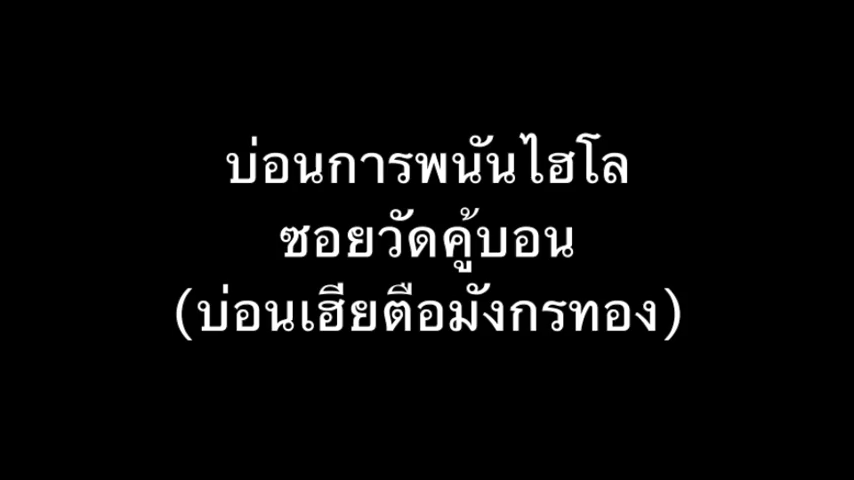 บ่อนการพนันไฮโล
ซอยวัดคู้บอน
(บ่อนเฮียตือมังกรทอง)